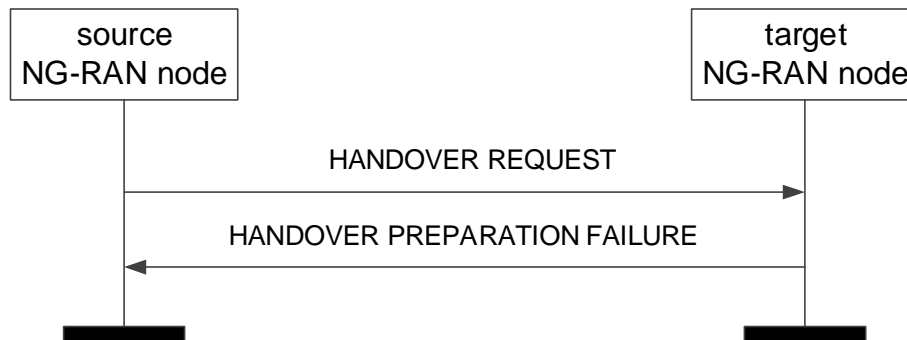 source
NG-RAN node
target
NG-RAN node
HANDOVER REQUEST
HANDOVER PREPARATION FAILURE